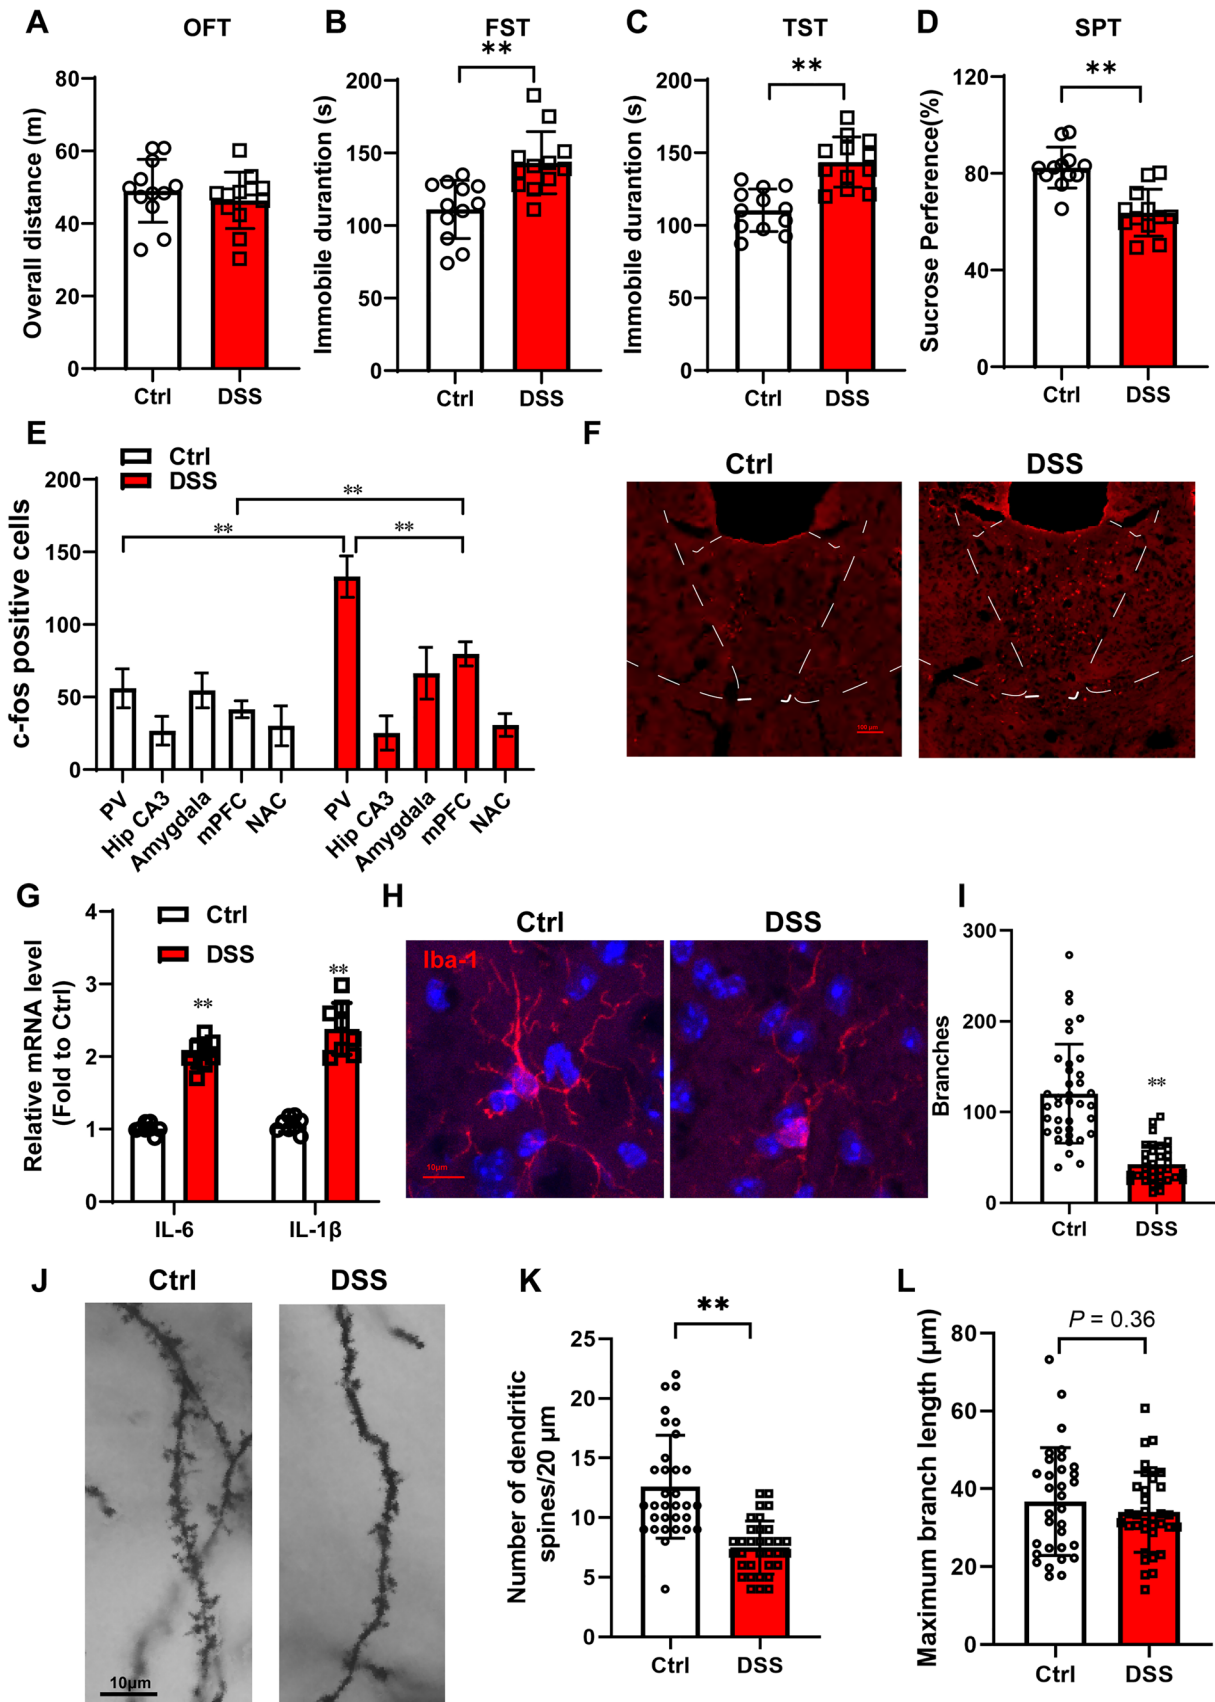 A OFT
Overall distance (m)
80
60
40
20
0
Ctrl DSS
B FST
**
Immobile durantion (s)
200
150
100
50
0
Ctrl DSS
C TST
**
Immobile durantion (s)
200
150
100
50
0
Ctrl DSS
D SPT
**
Sucrose Perference(%)
120
80
40
0
Ctrl DSS
E
Ctrl
DSS
c-fos positive cells
200
150
100
50
0
**
**
**
PV
Hip CA3
Amygdala
mPFC
NAC
PV
Hip CA3
Amygdala
mPFC
NAC
F
Ctrl DSS
100 μm
G
Ctrl
DSS
Relative mRNA level
(Fold to Ctrl)
4
3
2
1
0
**
**
IL-6 IL-1β
H
Ctrl DSS
Iba-1
10μm
I
Branches
300
200
100
0
**
Ctrl DSS
J
Ctrl DSS
10μm
K
**
Number of dendritic
spines/20 μm
25
20
15
10
5
0
Ctrl DSS
L
P = 0.36
Maximum branch length (μm)
80
60
40
20
0
Ctrl DSS